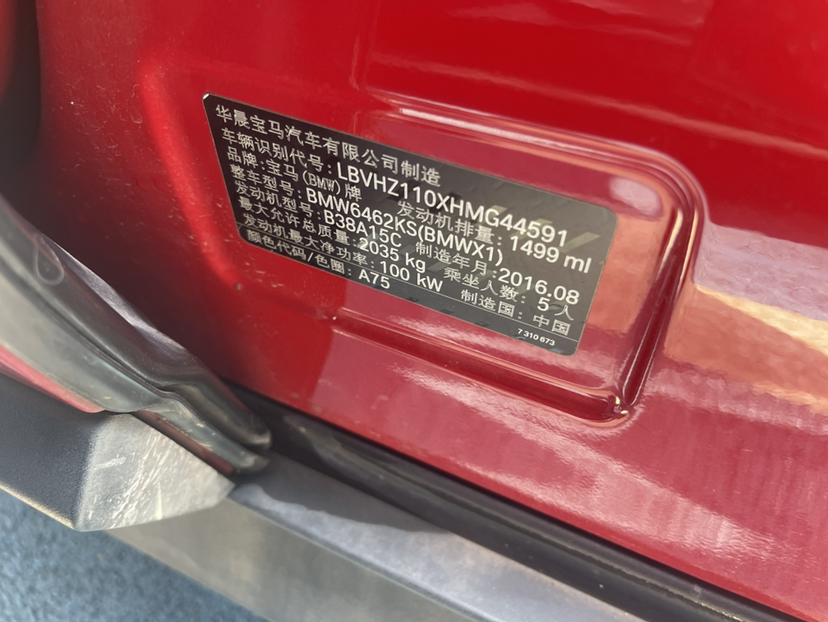 华晨宝马汽车有限公司制造
车辆识别代号: LBVHZ110XHMG44591
品牌: 宝马(BMW)牌 发动机排量: 1499 ml
整车型号: BMW6462KS(BMWX1)
发动机型号: B38A15C 制造年月: 2016.08
最大允许总质量: 2035 kg 乘坐人数: 5 人
发动机最大净功率: 100 kW 制造国: 中国
颜色代码/色圈: A75
7 310 673